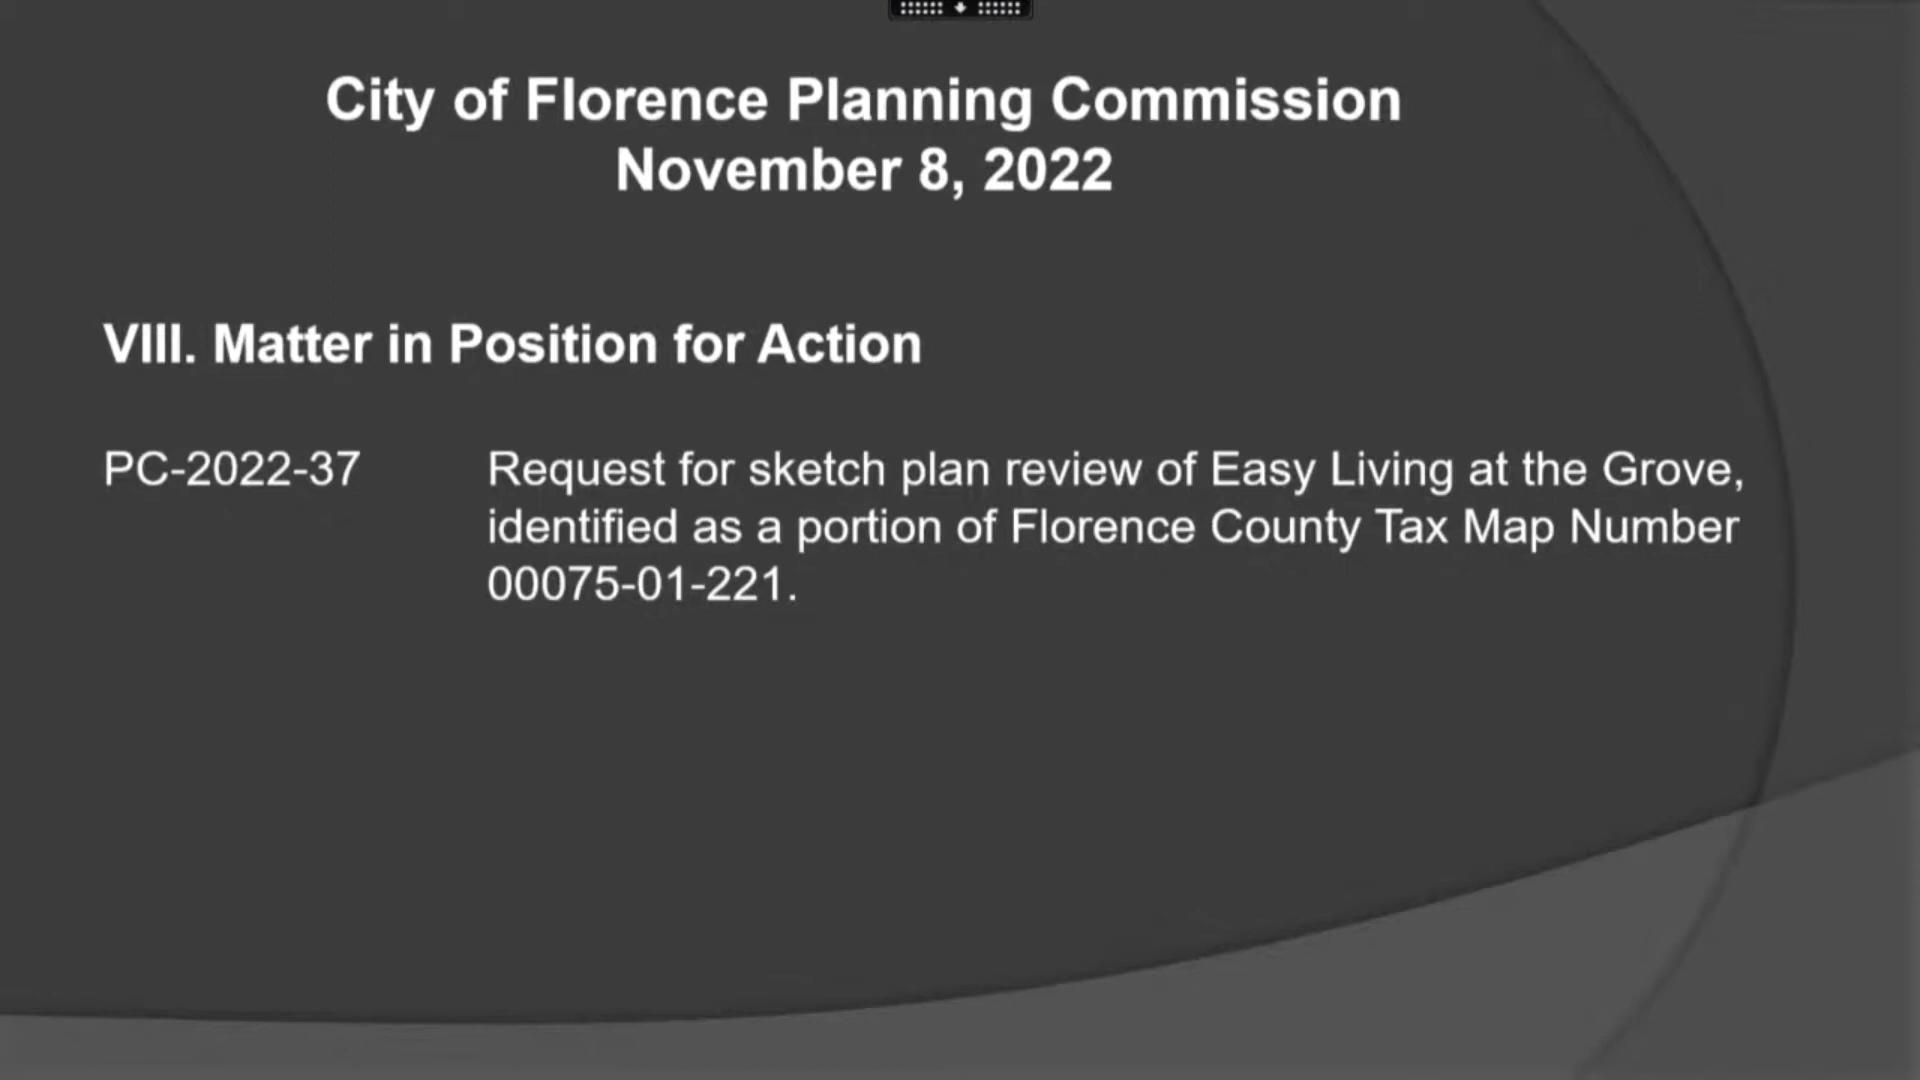 City of Florence Planning Commission
November 8, 2022
VIII. Matter in Position for Action
PC-2022-37 Request for sketch plan review of Easy Living at the Grove,
identified as a portion of Florence County Tax Map Number
00075-01-221.